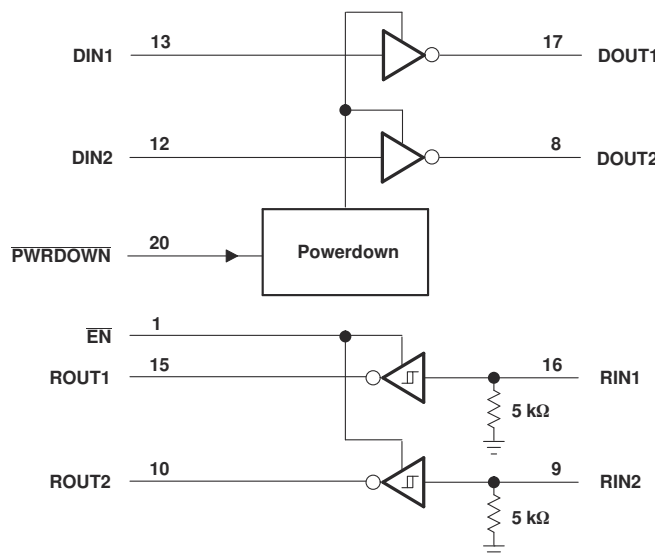 DIN1 13 17 DOUT1
DIN2 12 8 DOUT2
PWRDOWN 20 Powerdown
EN 1
ROUT1 15 16 RIN1
5 kΩ
ROUT2 10 9 RIN2
5 kΩ